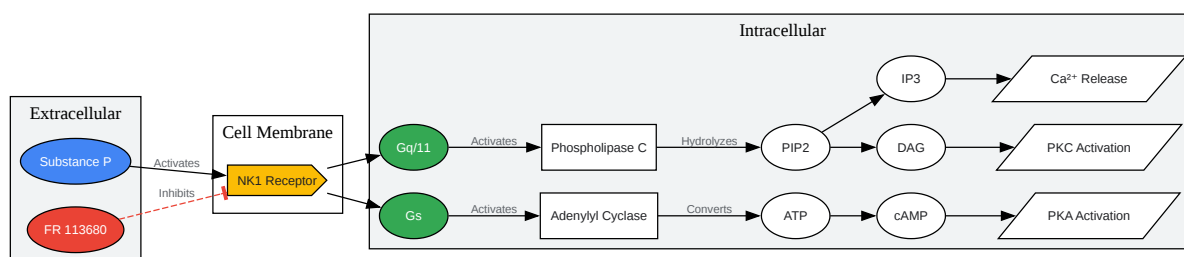 Intracellular
IP3
Ca²⁺ Release
Extracellular
Cell Membrane
Substance P
Activates
Gq/11
Activates
Phospholipase C
Hydrolyzes
PIP2
DAG
PKC Activation
NK1 Receptor
Inhibits
FR 113680
Gs
Activates
Adenylyl Cyclase
Converts
ATP
cAMP
PKA Activation